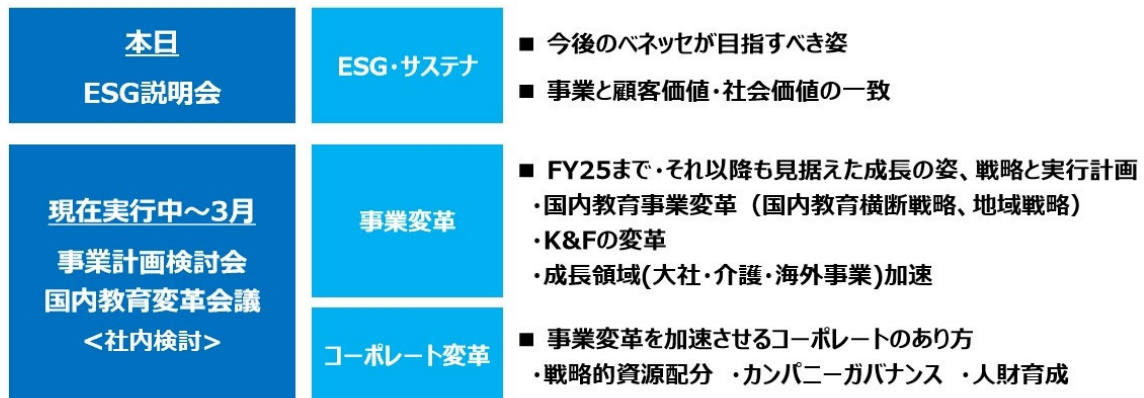 本日
ESG説明会
ESG・サステナ
■ 今後のベネッセが目指すべき姿
■ 事業と顧客価値・社会価値の一致
現在実行中～3月
事業計画検討会
国内教育変革会議
<社内検討>
事業変革
■ FY25まで・それ以降も見据えた成長の姿、戦略と実行計画
・国内教育事業変革 (国内教育横断戦略、地域戦略)
・K&Fの変革
・成長領域(大社・介護・海外事業)加速
コーポレート変革
■ 事業変革を加速させるコーポレートのあり方
・戦略的資源配分 ・カンパニーガバナンス ・人財育成